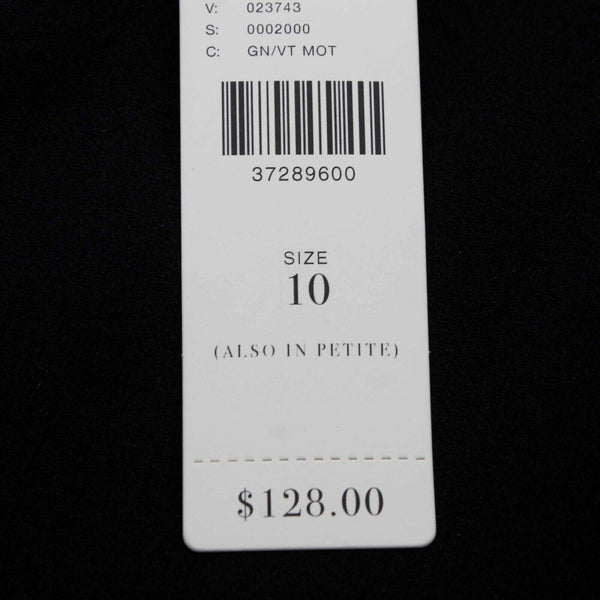 V: 023743
S: 0002000
C: GN/VT MOT
37289600
SIZE
10
(ALSO IN PETITE)
$128.00